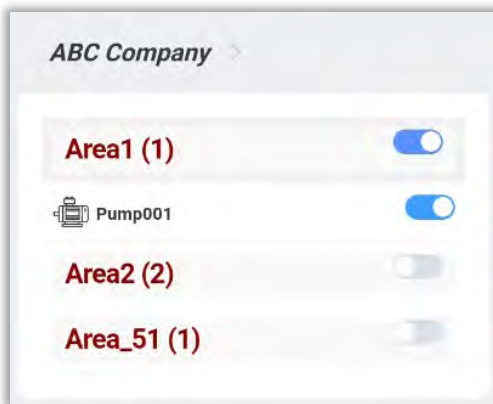 ABC Company
Area1 (1)
Pump001
Area2 (2)
Area_51 (1)